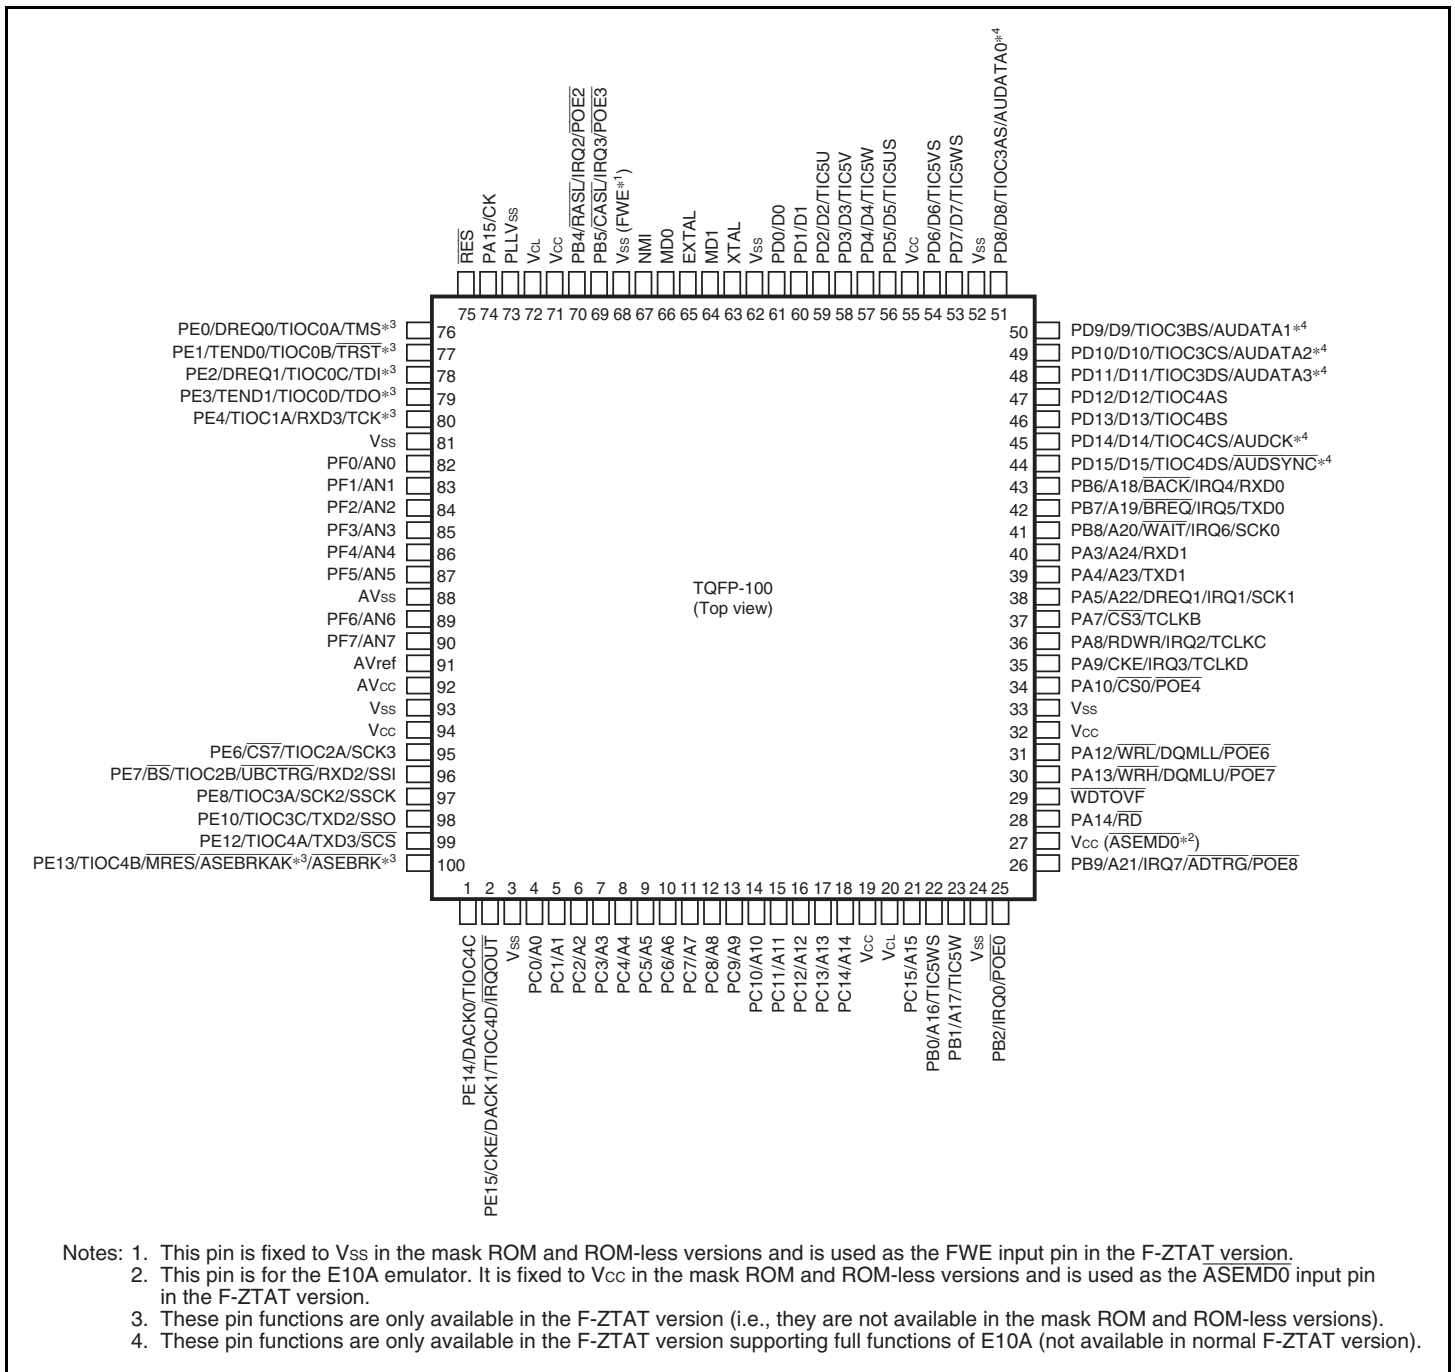 RES
PA15/CK
PLLVss
VCL
Vcc
PB4/RASL/IRQ2/POE2
PB5/CASL/IRQ3/POE3
Vss (FWE*1)
NMI
MD0
EXTAL
MD1
XTAL
Vss
PD0/D0
PD1/D1
PD2/D2/TIC5U
PD3/D3/TIC5V
PD4/D4/TIC5W
PD5/D5/TIC5US
Vcc
PD6/D6/TIC5VS
PD7/D7/TIC5WS
Vss
PD8/D8/TIOC3AS/AUDATA0*4
75 74 73 72 71 70 69 68 67 66 65 64 63 62 61 60 59 58 57 56 55 54 53 52 51
PE0/DREQ0/TIOC0A/TMS*3 76
PE1/TEND0/TIOC0B/TRST*3 77
PE2/DREQ1/TIOC0C/TDI*3 78
PE3/TEND1/TIOC0D/TDO*3 79
PE4/TIOC1A/RXD3/TCK*3 80
Vss 81
PF0/AN0 82
PF1/AN1 83
PF2/AN2 84
PF3/AN3 85
PF4/AN4 86
PF5/AN5 87
AVss 88
PF6/AN6 89
PF7/AN7 90
AVref 91
AVcc 92
Vss 93
Vcc 94
PE6/CS7/TIOC2A/SCK3 95
PE7/BS/TIOC2B/UBCTRG/RXD2/SSI 96
PE8/TIOC3A/SCK2/SSCK 97
PE10/TIOC3C/TXD2/SSO 98
PE12/TIOC4A/TXD3/SCS 99
PE13/TIOC4B/MRES/ASEBRKAK*3/ASEBRK*3 100
TQFP-100
(Top view)
50 PD9/D9/TIOC3BS/AUDATA1*4
49 PD10/D10/TIOC3CS/AUDATA2*4
48 PD11/D11/TIOC3DS/AUDATA3*4
47 PD12/D12/TIOC4AS
46 PD13/D13/TIOC4BS
45 PD14/D14/TIOC4CS/AUDCK*4
44 PD15/D15/TIOC4DS/AUDSYNC*4
43 PB6/A18/BACK/IRQ4/RXD0
42 PB7/A19/BREQ/IRQ5/TXD0
41 PB8/A20/WAIT/IRQ6/SCK0
40 PA3/A24/RXD1
39 PA4/A23/TXD1
38 PA5/A22/DREQ1/IRQ1/SCK1
37 PA7/CS3/TCLKB
36 PA8/RDWR/IRQ2/TCLKC
35 PA9/CKE/IRQ3/TCLKD
34 PA10/CS0/POE4
33 Vss
32 Vcc
31 PA12/WRL/DQMLL/POE6
30 PA13/WRH/DQMLU/POE7
29 WDTOVF
28 PA14/RD
27 Vcc (ASEMD0*2)
26 PB9/A21/IRQ7/ADTRG/POE8
1 2 3 4 5 6 7 8 9 10 11 12 13 14 15 16 17 18 19 20 21 22 23 24 25
PE14/DACK0/TIOC4C
PE15/CKE/DACK1/TIOC4D/IRQOUT
Vss
PC0/A0
PC1/A1
PC2/A2
PC3/A3
PC4/A4
PC5/A5
PC6/A6
PC7/A7
PC8/A8
PC9/A9
PC10/A10
PC11/A11
PC12/A12
PC13/A13
PC14/A14
Vcc
VCL
PC15/A15
PB0/A16/TIC5WS
PB1/A17/TIC5W
Vss
PB2/IRQ0/POE0
Notes: 1. This pin is fixed to Vss in the mask ROM and ROM-less versions and is used as the FWE input pin in the F-ZTAT version.
2. This pin is for the E10A emulator. It is fixed to Vcc in the mask ROM and ROM-less versions and is used as the ASEMD0 input pin
in the F-ZTAT version.
3. These pin functions are only available in the F-ZTAT version (i.e., they are not available in the mask ROM and ROM-less versions).
4. These pin functions are only available in the F-ZTAT version supporting full functions of E10A (not available in normal F-ZTAT version).